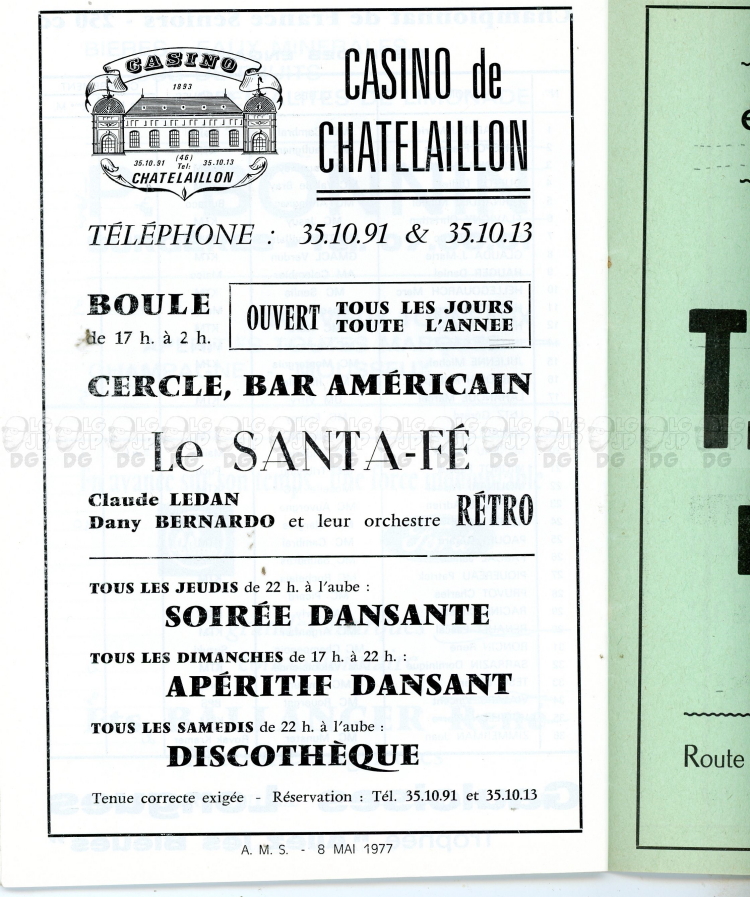 CASINO
1893
35.10.91 (46) Tél: 35.10.13
CHATELAILLON
CASINO de
CHATELAILLON
TÉLÉPHONE : 35.10.91 & 35.10.13
BOULE
de 17 h. à 2 h.
OUVERT TOUS LES JOURS
TOUTE L'ANNEE
CERCLE, BAR AMÉRICAIN
Le SANTA-FÉ
Claude LEDAN
Dany BERNARDO et leur orchestre RÉTRO
TOUS LES JEUDIS de 22 h. à l'aube :
SOIRÉE DANSANTE
TOUS LES DIMANCHES de 17 h. à 22 h. :
APÉRITIF DANSANT
TOUS LES SAMEDIS de 22 h. à l'aube :
DISCOTHÈQUE
Tenue correcte exigée - Réservation : Tél. 35.10.91 et 35.10.13
A. M. S. - 8 MAI 1977
Route